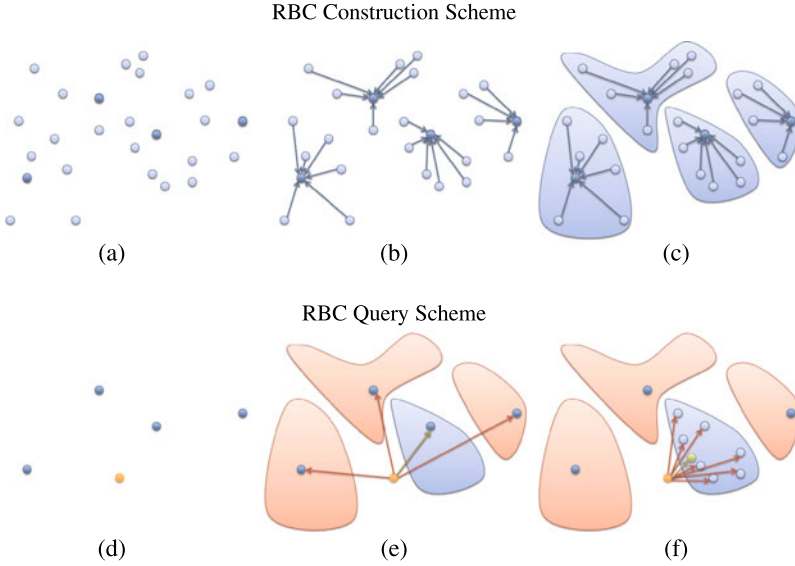 RBC Construction Scheme
(a)
(b)
(c)
RBC Query Scheme
(d)
(e)
(f)